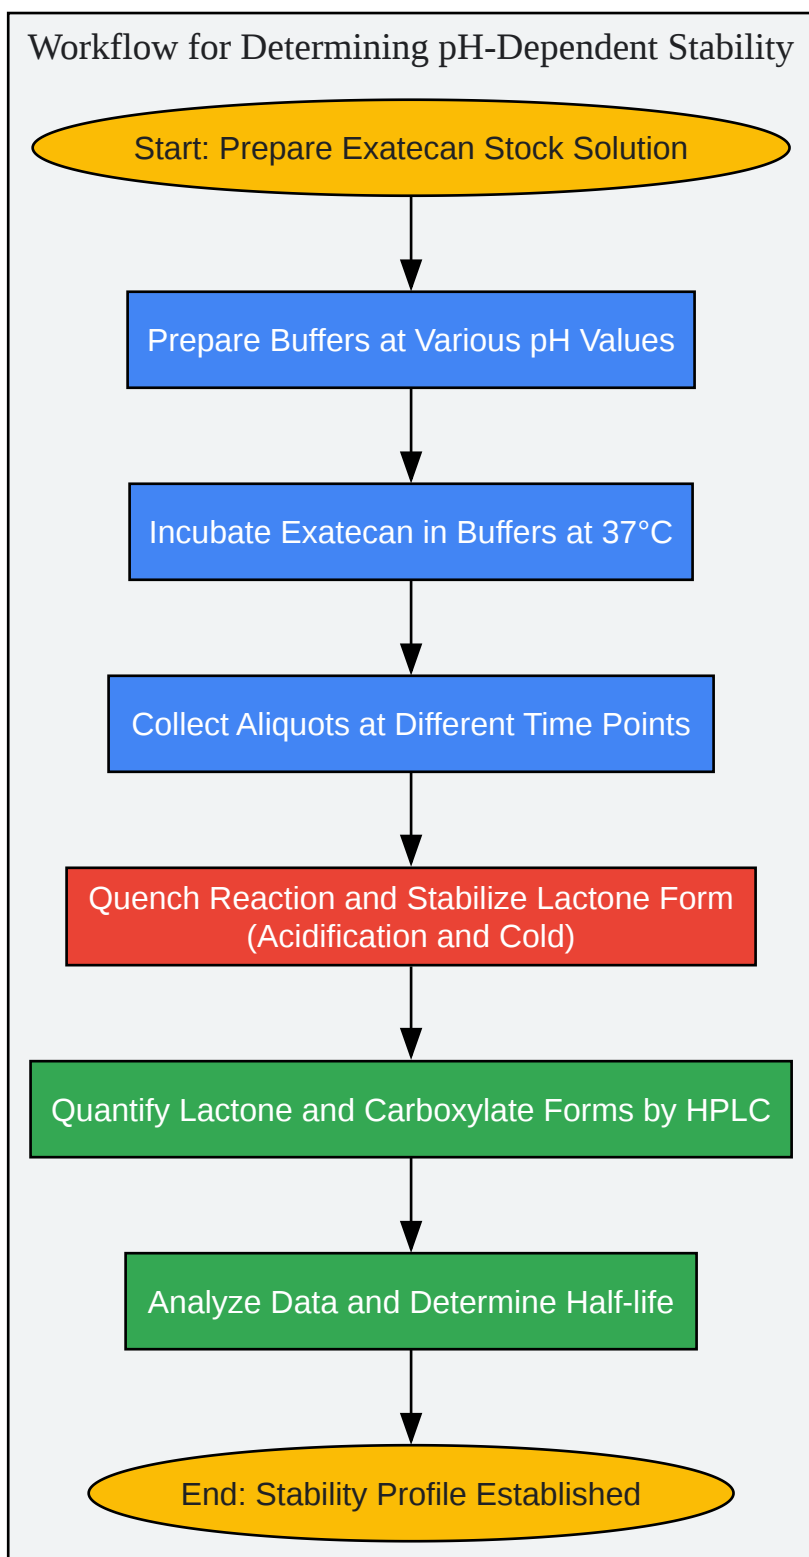 Workflow for Determining pH-Dependent Stability
Start: Prepare Exatecan Stock Solution
Prepare Buffers at Various pH Values
Incubate Exatecan in Buffers at 37°C
Collect Aliquots at Different Time Points
Quench Reaction and Stabilize Lactone Form
(Acidification and Cold)
Quantify Lactone and Carboxylate Forms by HPLC
Analyze Data and Determine Half-life
End: Stability Profile Established